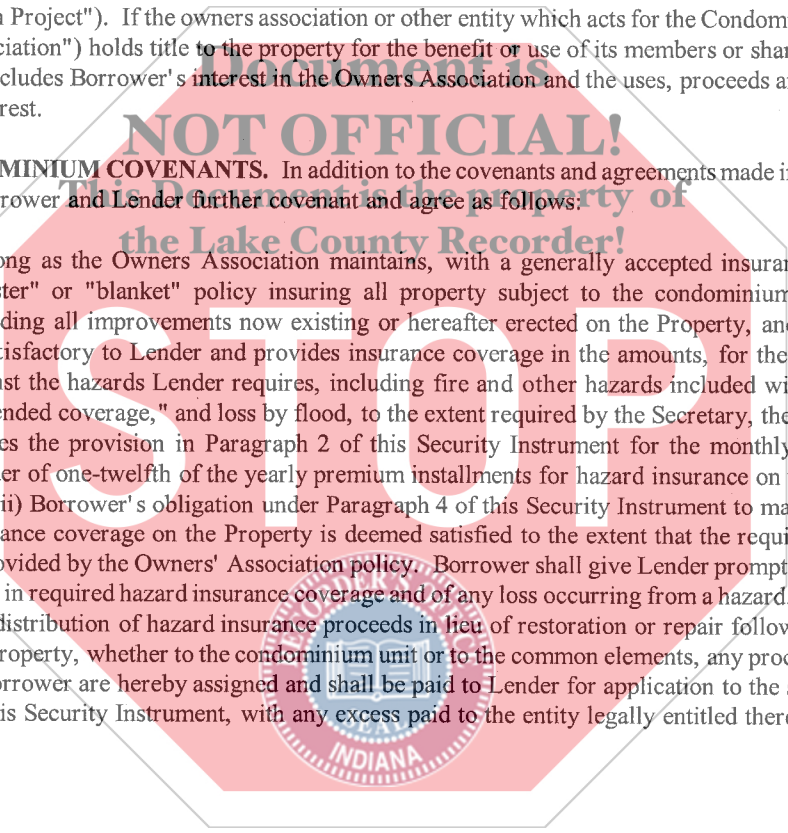 n Project"). If the owners association or other entity which acts for the Condom
ciation") holds title to the property for the benefit or use of its members or shar
cludes Borrower's interest in the Owners Association and the uses, proceeds a
rest.
Document is
NOT OFFICIAL!
MINIUM COVENANTS. In addition to the covenants and agreements made i
This Document is the property of
rower and Lender further covenant and agree as follows:
the Lake County Recorder!
ong as the Owners Association maintains, with a generally accepted insuran
ter" or "blanket" policy insuring all property subject to the condominium
ding all improvements now existing or hereafter erected on the Property, and
tisfactory to Lender and provides insurance coverage in the amounts, for the
nst the hazards Lender requires, including fire and other hazards included wi
nded coverage," and loss by flood, to the extent required by the Secretary, the
es the provision in Paragraph 2 of this Security Instrument for the monthly
er of one-twelfth of the yearly premium installments for hazard insurance on
ii) Borrower's obligation under Paragraph 4 of this Security Instrument to ma
ance coverage on the Property is deemed satisfied to the extent that the requi
ovided by the Owners' Association policy. Borrower shall give Lender prompt
in required hazard insurance coverage and of any loss occurring from a hazard.
distribution of hazard insurance proceeds in lieu of restoration or repair follow
roperty, whether to the condominium unit or to the common elements, any proc
orrower are hereby assigned and shall be paid to Lender for application to the
is Security Instrument, with any excess paid to the entity legally entitled there
STOP
RECORDER'S OFFICE
SEAL
INDIANA